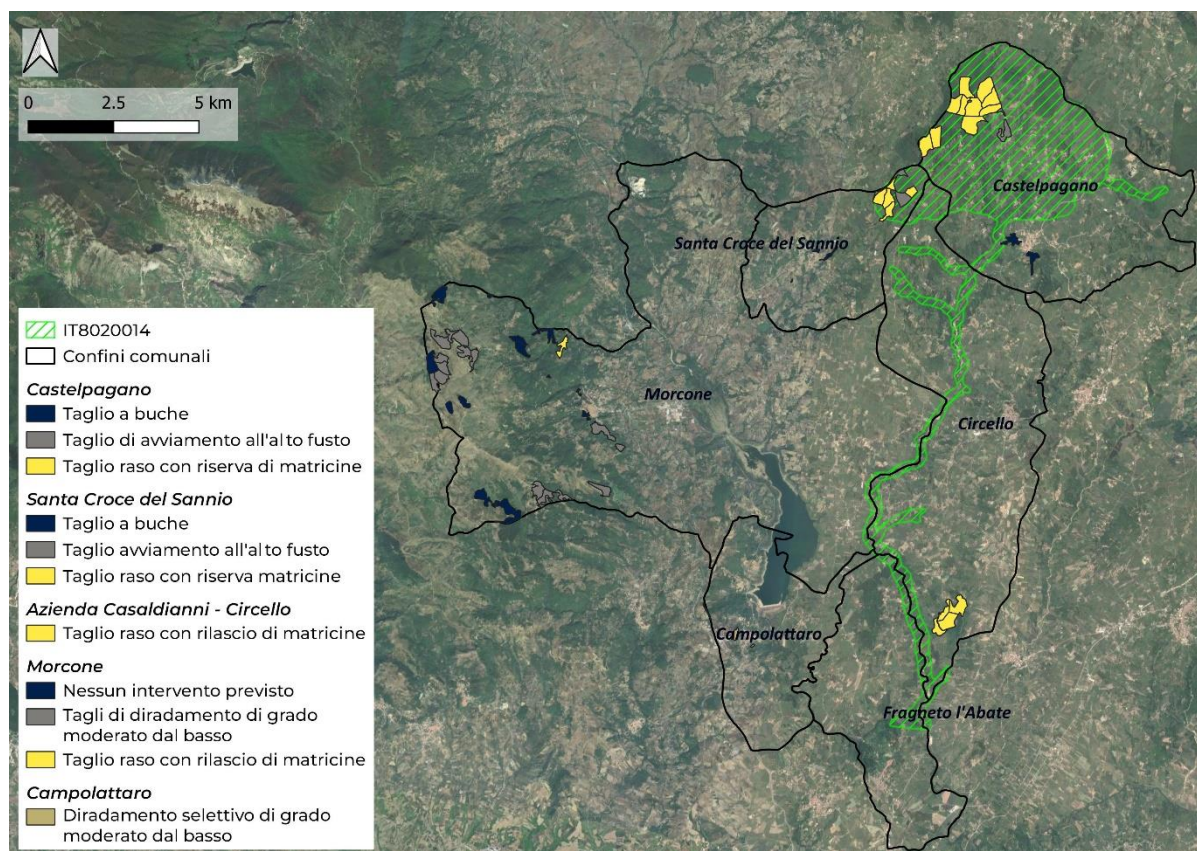 0 2.5 5 km
Castelpagano
Santa Croce del Sannio
Morcone
Circello
Campolattaro
Fragneto l'Abate
IT8020014
Confini comunali
Castelpagano
Taglio a buche
Taglio di avviamento all'alto fusto
Taglio raso con riserva di matricine
Santa Croce del Sannio
Taglio a buche
Taglio avviamento all'alto fusto
Taglio raso con riserva matricine
Azienda Casaldianni - Circello
Taglio raso con rilascio di matricine
Morcone
Nessun intervento previsto
Tagli di diradamento di grado
moderato dal basso
Taglio raso con rilascio di matricine
Campolattaro
Diradamento selettivo di grado
moderato dal basso